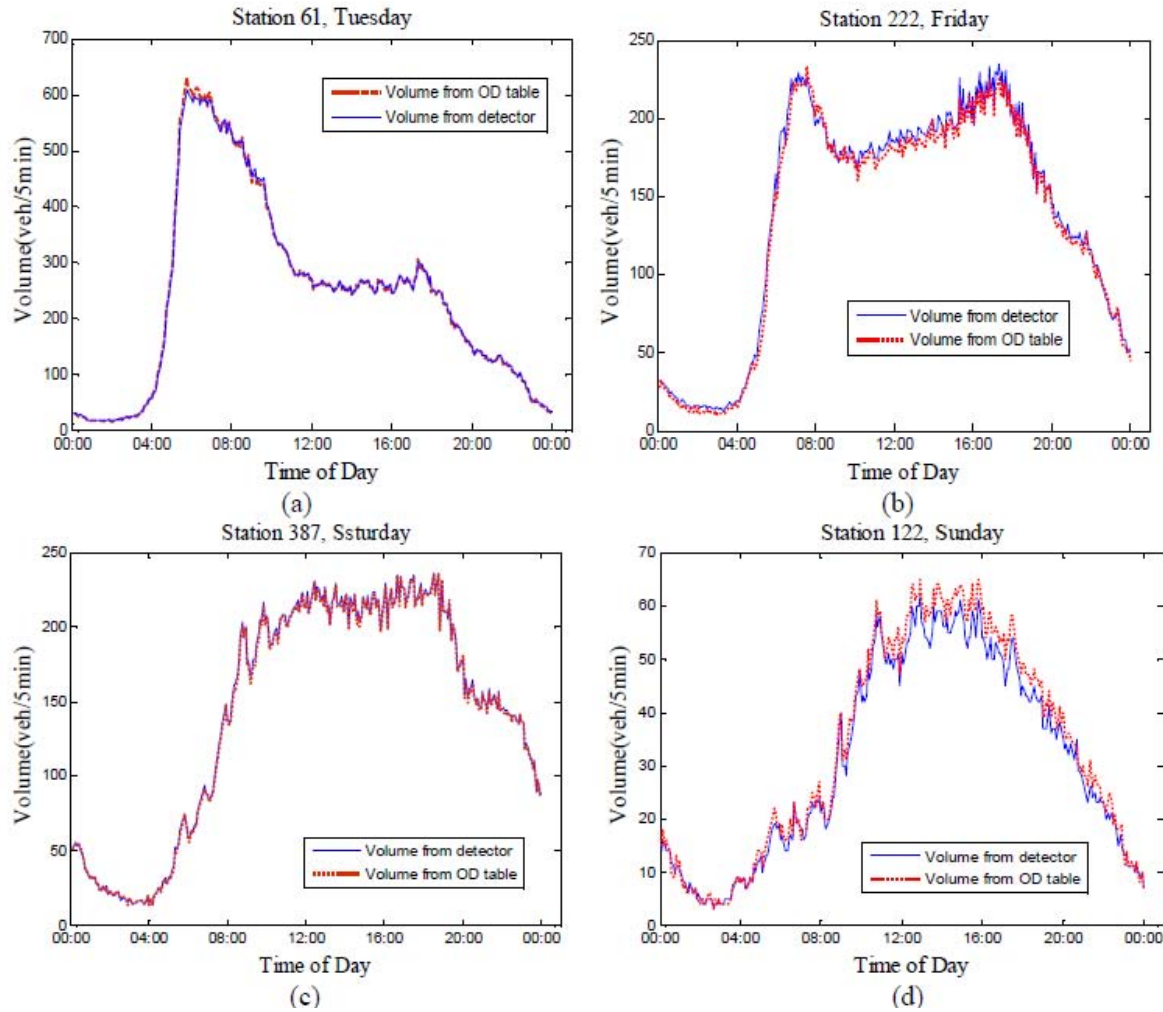 Station 61, Tuesday
700
600
500
400
300
200
100
0
Volume(veh/5min)
Volume from OD table
Volume from detector
00:00 04:00 08:00 12:00 16:00 20:00 00:00
Time of Day
(a)
Station 222, Friday
250
200
150
100
50
0
Volume(veh/5min)
Volume from detector
Volume from OD table
00:00 04:00 08:00 12:00 16:00 20:00 00:00
Time of Day
(b)
Station 387, Ssturday
250
200
150
100
50
0
Volume(veh/5min)
Volume from detector
Volume from OD table
00:00 04:00 08:00 12:00 16:00 20:00 00:00
Time of Day
(c)
Station 122, Sunday
70
60
50
40
30
20
10
0
Volume(veh/5min)
Volume from detector
Volume from OD table
00:00 04:00 08:00 12:00 16:00 20:00 00:00
Time of Day
(d)